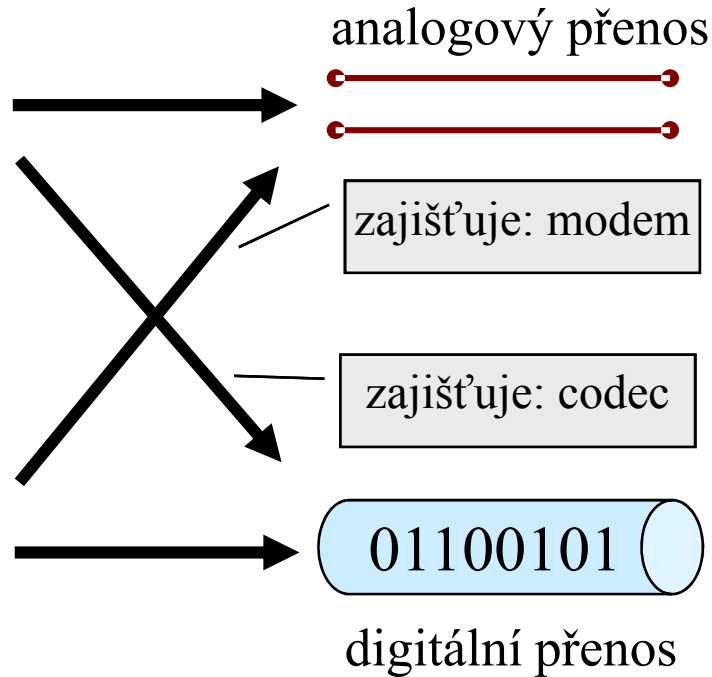 analogový přenos
zajišťuje: modem
zajišťuje: codec
01100101
digitální přenos